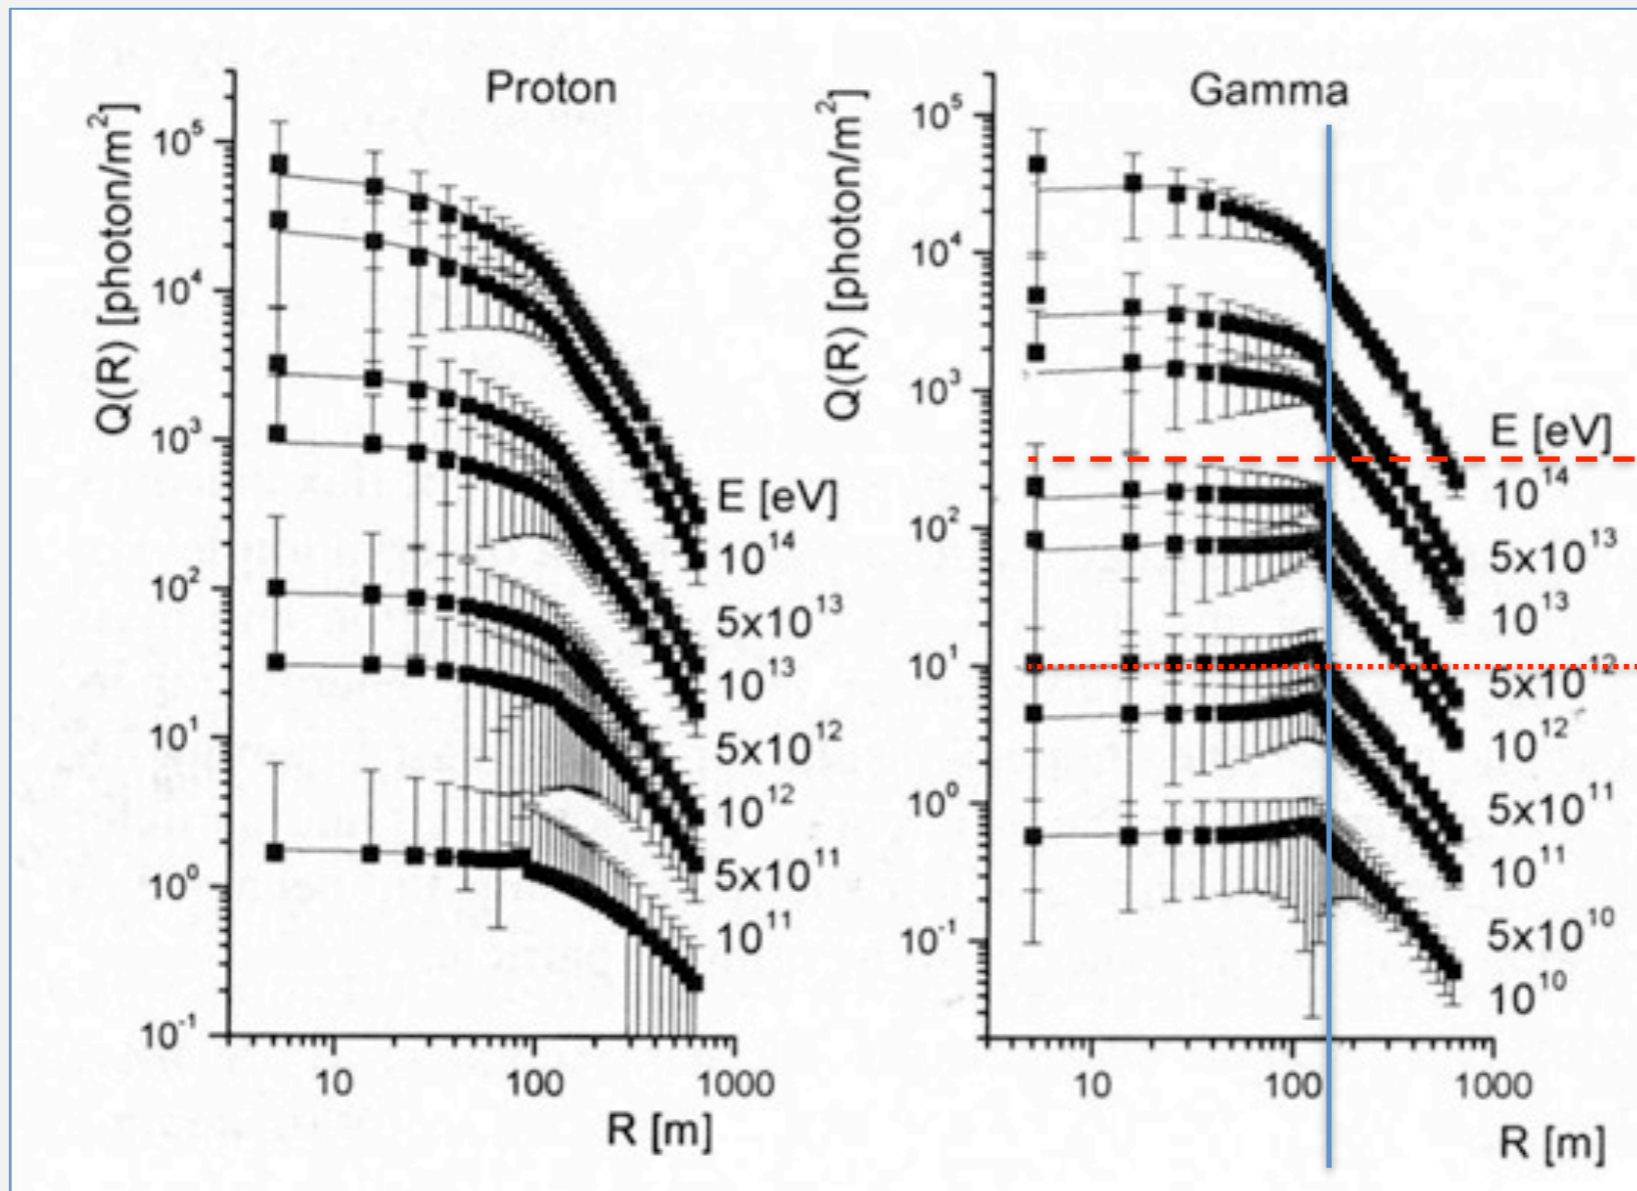 Proton
Q(R) [photon/m²]
10⁵
10⁴
10³
10²
10¹
10⁰
10⁻¹
10
100
1000
R [m]
E [eV]
10¹⁴
5x10¹³
10¹³
5x10¹²
10¹²
5x10¹¹
10¹¹
Gamma
Q(R) [photon/m²]
10⁵
10⁴
10³
10²
10¹
10⁰
10⁻¹
10
100
1000
R [m]
E [eV]
10¹⁴
5x10¹³
10¹³
5x10¹²
10¹²
5x10¹¹
10¹¹
5x10¹⁰
10¹⁰